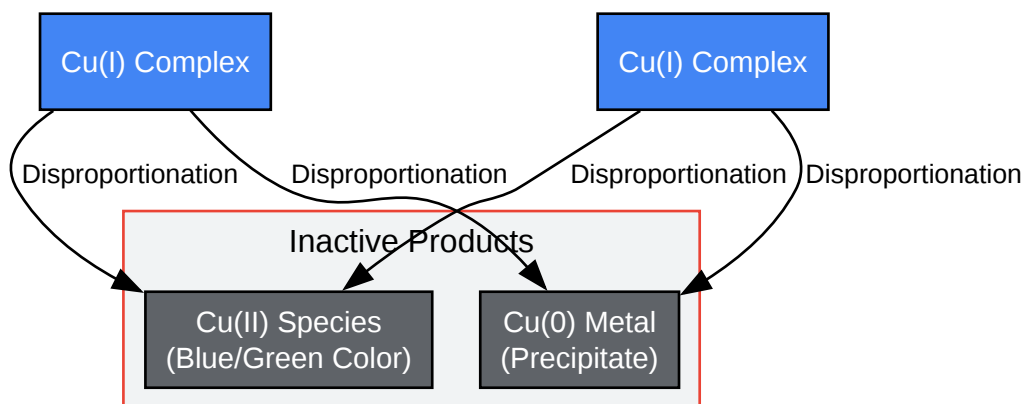 Cu(I) Complex
Cu(I) Complex
Disproportionation
Disproportionation
Disproportionation
Disproportionation
Inactive Products
Cu(II) Species
(Blue/Green Color)
Cu(0) Metal
(Precipitate)